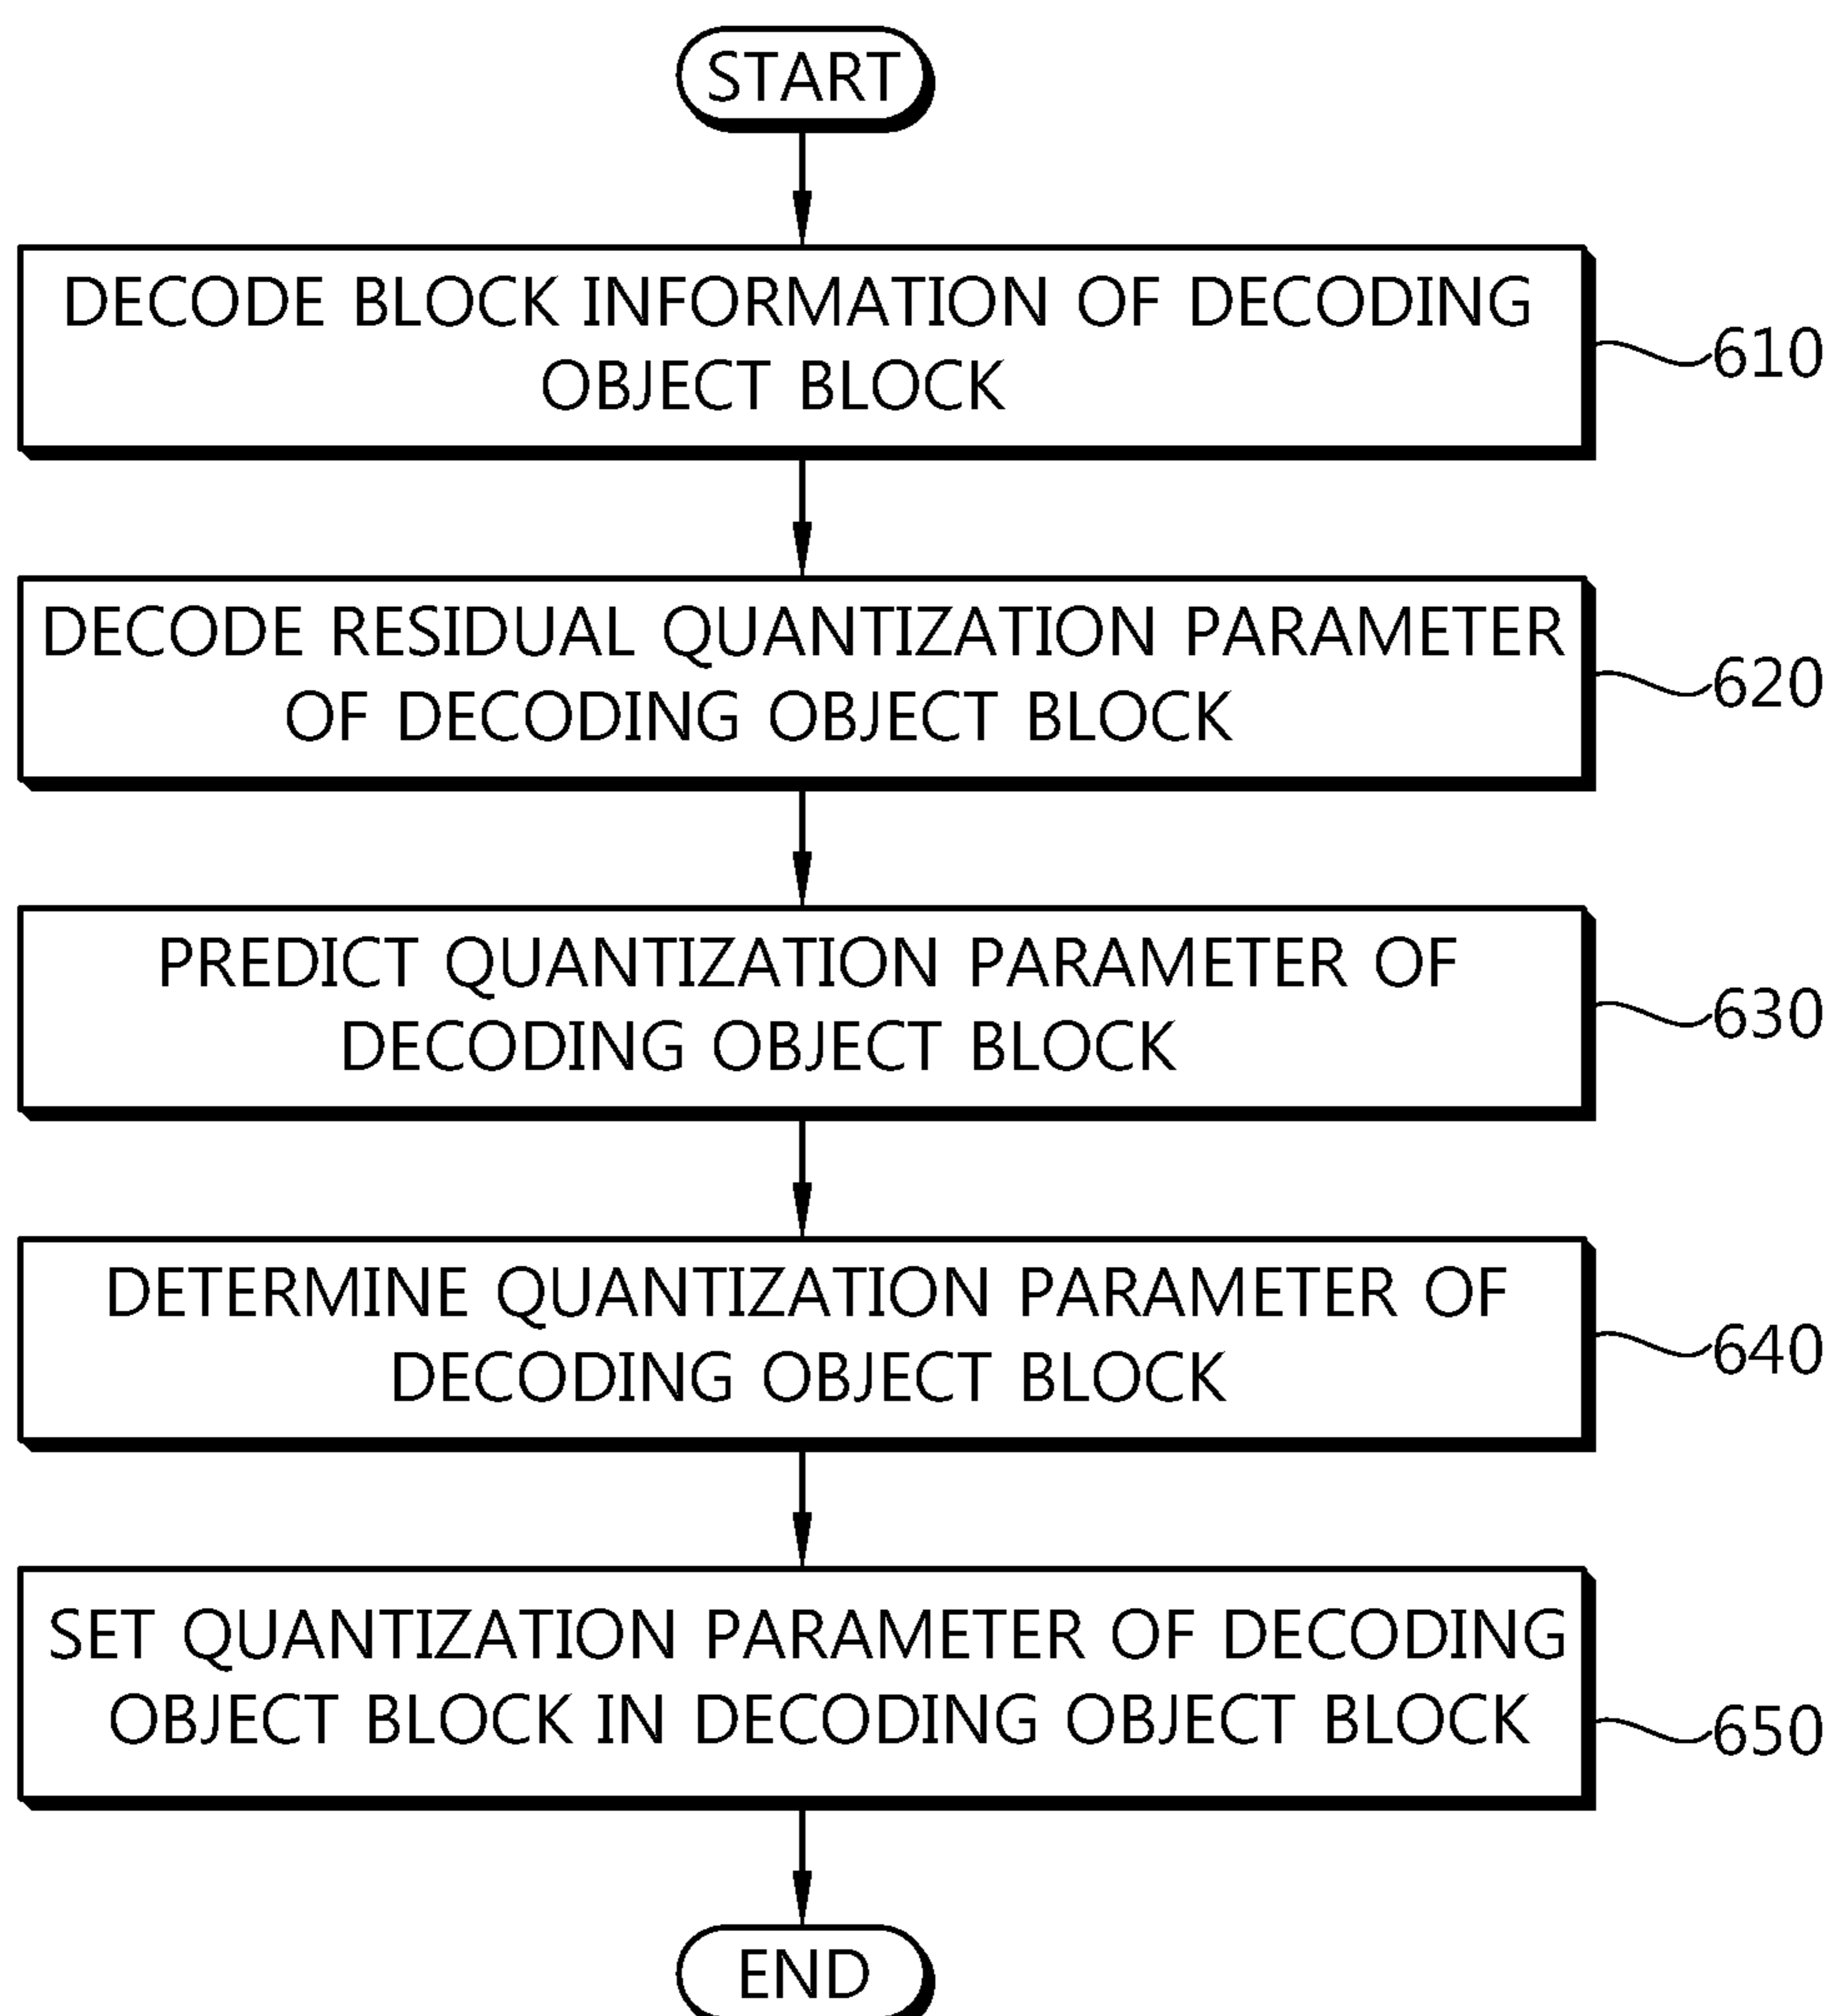 START
DECODE BLOCK INFORMATION OF DECODING
OBJECT BLOCK
610
DECODE RESIDUAL QUANTIZATION PARAMETER
OF DECODING OBJECT BLOCK
620
PREDICT QUANTIZATION PARAMETER OF
DECODING OBJECT BLOCK
630
DETERMINE QUANTIZATION PARAMETER OF
DECODING OBJECT BLOCK
640
SET QUANTIZATION PARAMETER OF DECODING
OBJECT BLOCK IN DECODING OBJECT BLOCK
650
END